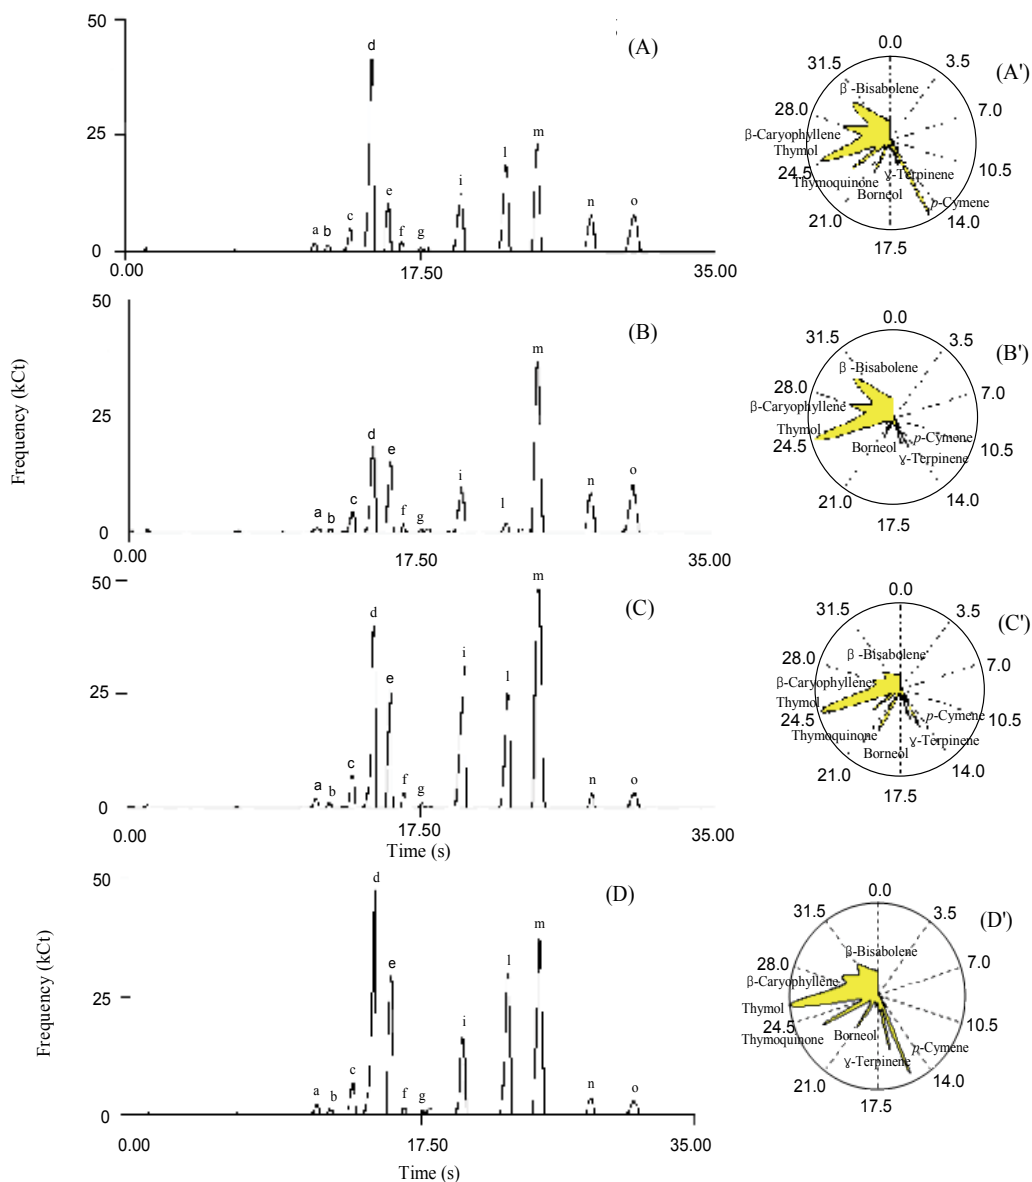 Frequency (kCt)
50
25
0
0.00
17.50
35.00
(A)
a
b
c
d
e
f
g
i
l
m
n
o
(A')
0.0
3.5
7.0
10.5
14.0
17.5
21.0
24.5
28.0
31.5
β -Bisabolene
β-Caryophyllene
Thymol
Thymoquinone
Borneol
ɣ-Terpinene
p-Cymene
50
25
0
0.00
17.50
35.00
(B)
a
b
c
d
e
f
g
i
l
m
n
o
(B')
0.0
3.5
7.0
10.5
14.0
17.5
21.0
24.5
28.0
31.5
β -Bisabolene
β-Caryophyllene
Thymol
Borneol
p-Cymone
ɣ-Terpinene
50
25
0
0.00
17.50
35.00
Time (s)
(C)
a
b
c
d
e
f
g
i
l
m
n
o
(C')
0.0
3.5
7.0
10.5
14.0
17.5
21.0
24.5
28.0
31.5
β -Bisabolene
β-Caryophyllene
Thymol
Thymoquinone
Borneol
p-Cymene
ɣ-Terpinene
Frequency (kCt)
50
25
0
0.00
17.50
35.00
Time (s)
(D)
a
b
c
d
e
f
g
i
l
m
n
o
(D')
0.0
3.5
7.0
10.5
14.0
17.5
21.0
24.5
28.0
31.5
β-Bisabolene
β-Caryophyllene
Thymol
Thymoquinone
Borneol
ɣ-Terpinene
p-Cymene